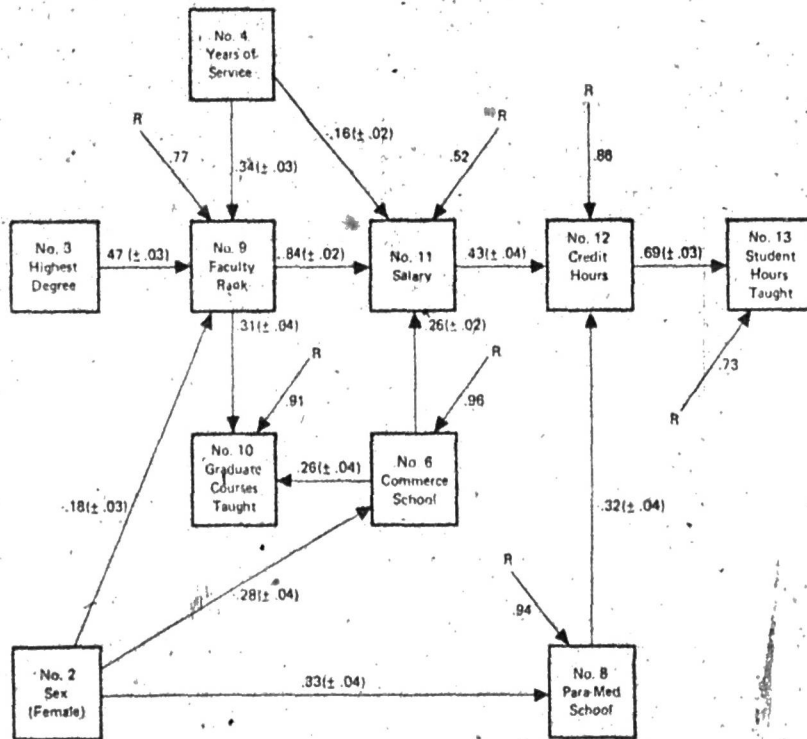 No. 4
Years of
Service
R
R
R
.16(± .02)
.77
.34(± .03)
.52
.86
No. 3
Highest
Degree
.47 (± .03)
No. 9
Faculty
Rank
.84(± .02)
No. 11
Salary
.43(± .04)
No. 12
Credit
Hours
.69(± .03)
No. 13
Student
Hours
Taught
.31(± .04)
.26(± .02)
R
R
.91
.96
.73
R
No. 10
Graduate
Courses
Taught
.26(± .04)
No. 6
Commerce
School
.18(± .03)
.32(± .04)
.28(± .04)
R
.94
No. 2
Sex
(Female)
.33(± .04)
No. 8
Para-Med
School